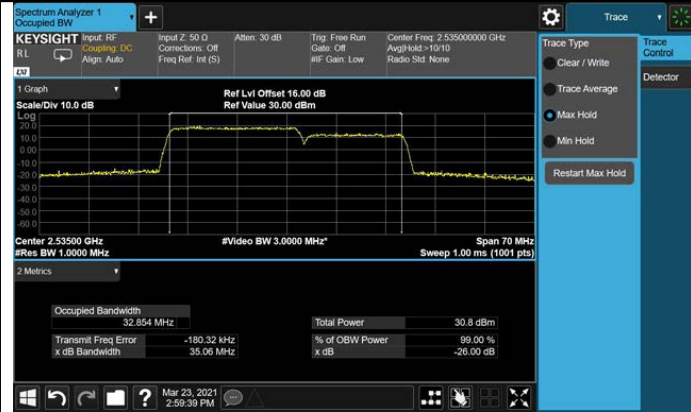 Spectrum Analyzer 1
Occupied BW
+
Trace
KEYSIGHT
RL
LXI
Input: RF
Coupling: DC
Align: Auto
Input Z: 50 Ω
Corrections: Off
Freq Ref: Int (S)
Atten: 30 dB
Trig: Free Run
Gate: Off
#IF Gain: Low
Center Freq: 2.535000000 GHz
Avg|Hold:>10/10
Radio Std: None
Trace Type
Clear / Write
Trace Average
Max Hold
Min Hold
Restart Max Hold
Trace
Control
Detector
1 Graph
Scale/Div 10.0 dB
Ref Lvl Offset 16.00 dB
Ref Value 30.00 dBm
Log
20.0
10.0
0.00
-10.0
-20.0
-30.0
-40.0
-50.0
-60.0
Center 2.53500 GHz
#Res BW 1.0000 MHz
#Video BW 3.0000 MHz*
Span 70 MHz
Sweep 1.00 ms (1001 pts)
2 Metrics
Occupied Bandwidth
32.854 MHz
Transmit Freq Error -180.32 kHz
x dB Bandwidth 35.06 MHz
Total Power 30.8 dBm
% of OBW Power 99.00 %
x dB -26.00 dB
?
Mar 23, 2021
2:59:39 PM